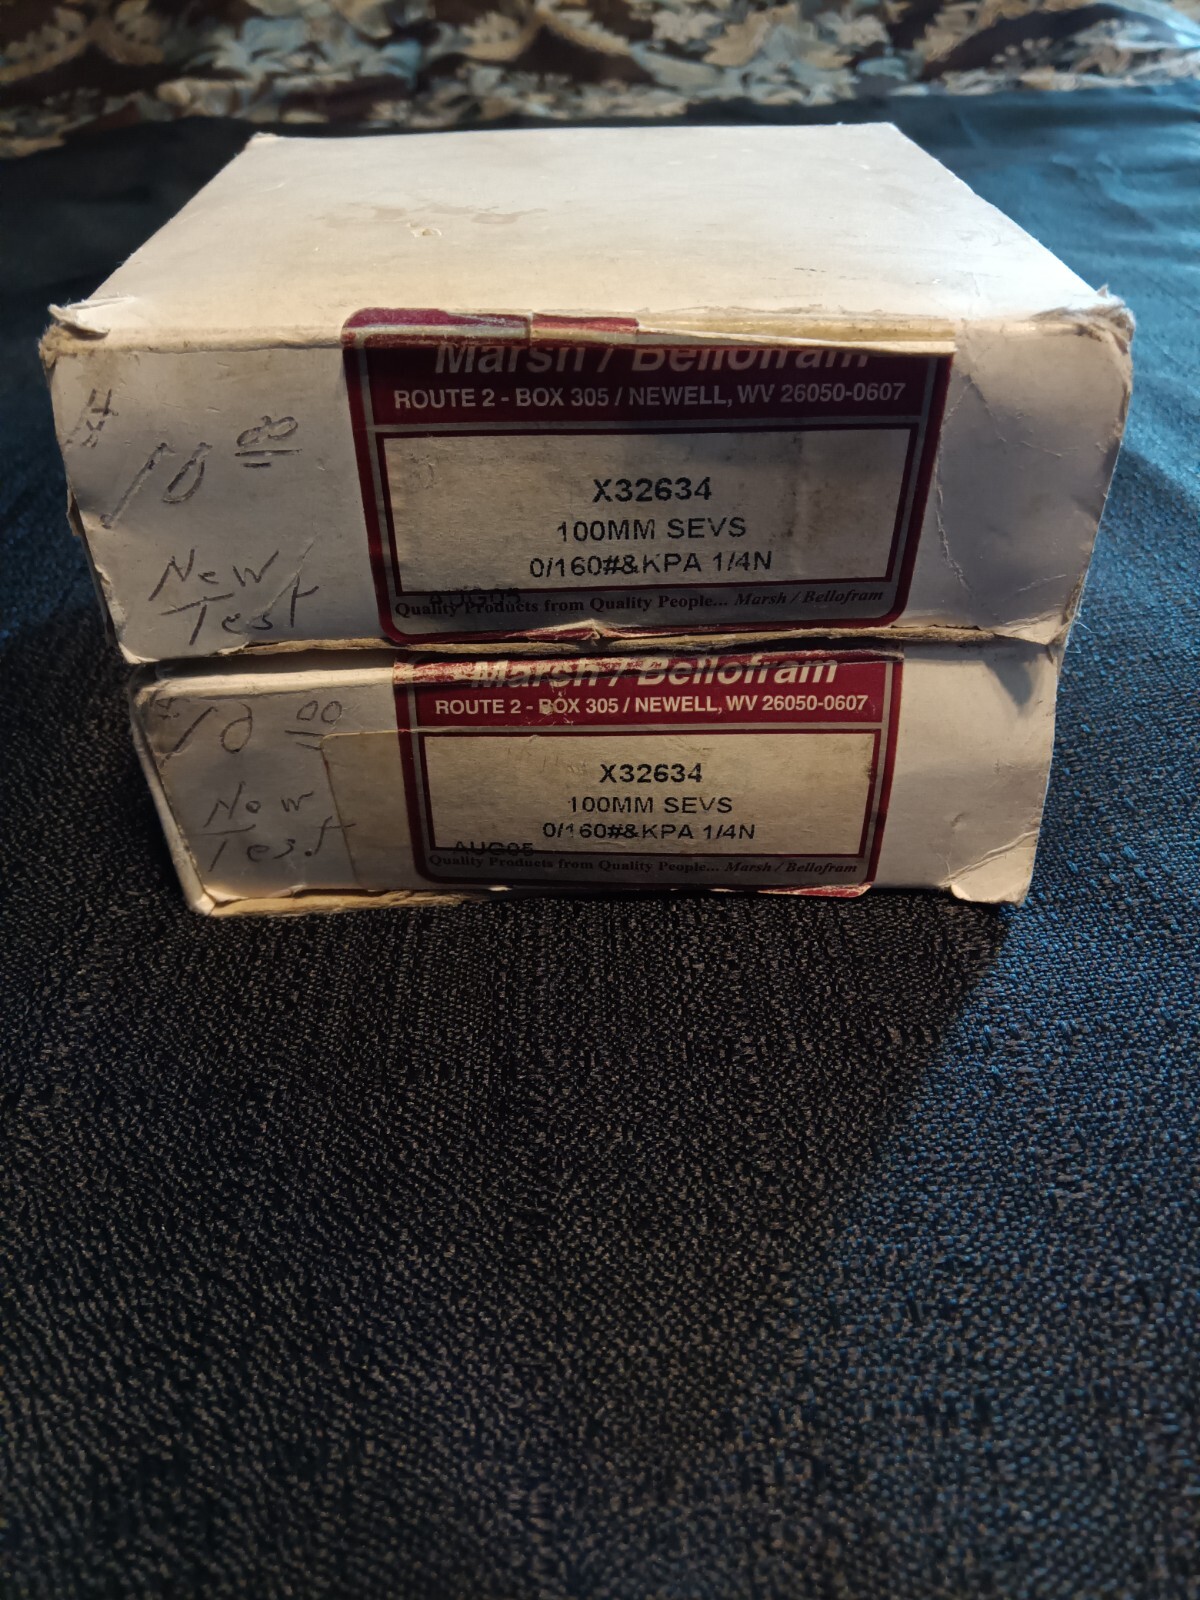 Marsh / Bellofram
ROUTE 2 - BOX 305 / NEWELL, WV 26050-0607
X32634
100MM SEVS
0/160#&KPA 1/4N
AUG05
Quality Products from Quality People... Marsh / Bellofram
10 00
New
Test
Marsh / Bellofram
ROUTE 2 - BOX 305 / NEWELL, WV 26050-0607
X32634
100MM SEVS
0/160#&KPA 1/4N
AUG05
Quality Products from Quality People... Marsh / Bellofram
10 00
New
Test